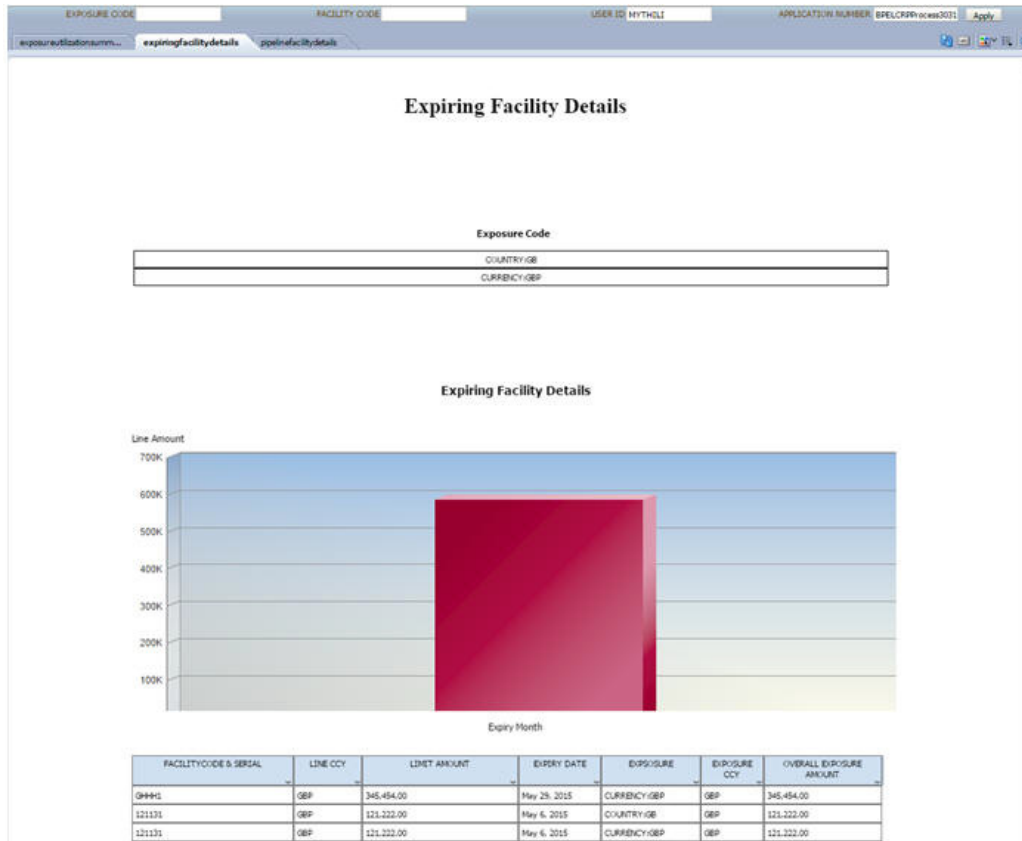 EXPOSURE CODE FACILITY CODE USER ID MYTHILI APPLICATION NUMBER BPELCRPProcess3031 Apply
exposureutilizationsumm... expiringfacilitydetails pipelinefacilitydetails
Expiring Facility Details
Exposure Code
COUNTRY:GB
CURRENCY:GBP
Expiring Facility Details
Line Amount
700K
600K
500K
400K
300K
200K
100K
Expiry Month
FACILITYCODE & SERIAL LINE CCY LIMIT AMOUNT EXPIRY DATE EXPSOSURE EXPOSURE CCY OVERALL EXPOSURE AMOUNT
GHHH1 GBP 345,454.00 May 29, 2015 CURRENCY:GBP GBP 345,454.00
121131 GBP 121,222.00 May 6, 2015 COUNTRY:GB GBP 121,222.00
121131 GBP 121,222.00 May 6, 2015 CURRENCY:GBP GBP 121,222.00